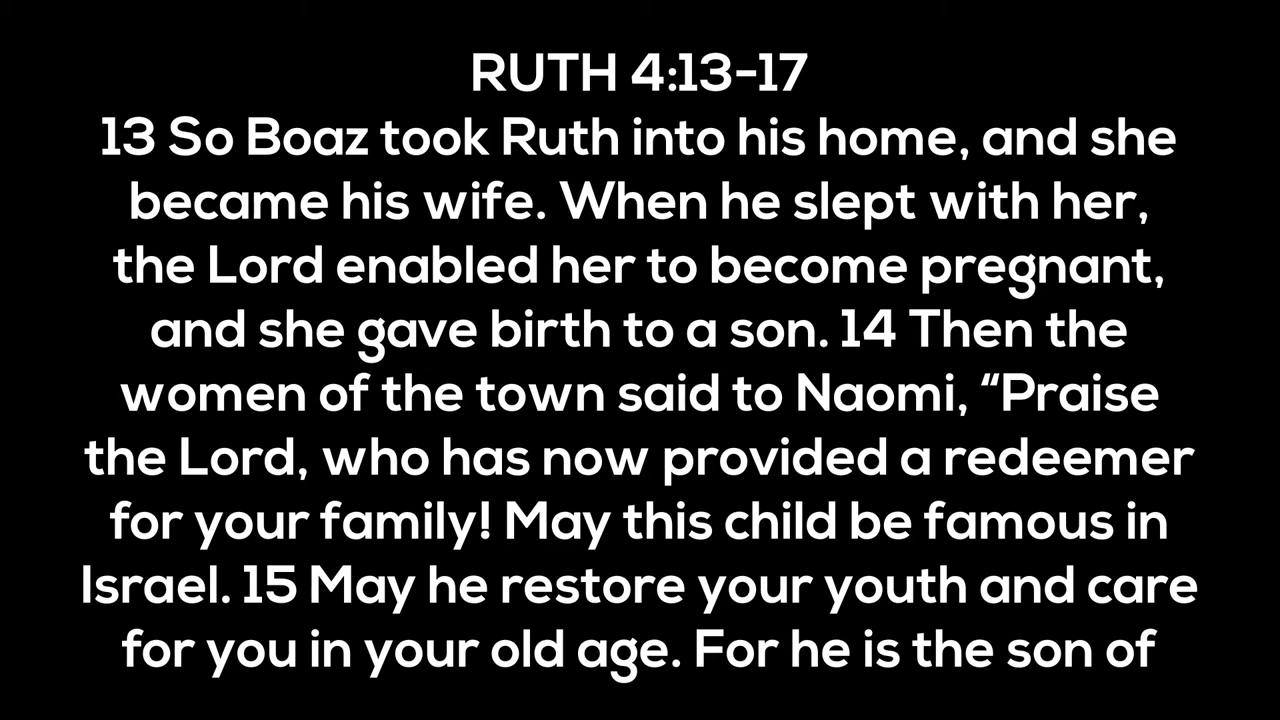 RUTH 4:13-17
13 So Boaz took Ruth into his home, and she
became his wife. When he slept with her,
the Lord enabled her to become pregnant,
and she gave birth to a son. 14 Then the
women of the town said to Naomi, “Praise
the Lord, who has now provided a redeemer
for your family! May this child be famous in
Israel. 15 May he restore your youth and care
for you in your old age. For he is the son of